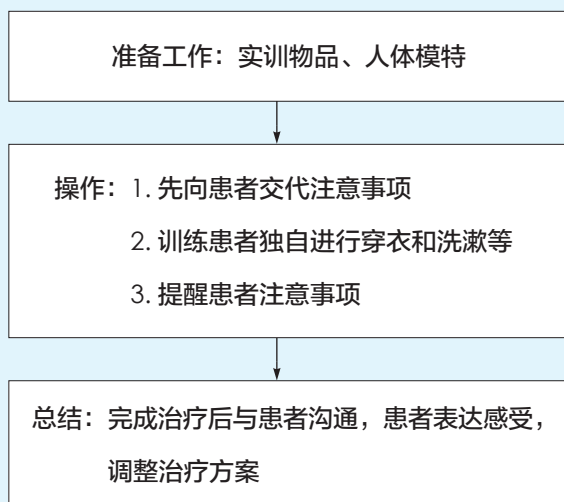 准备工作：实训物品、人体模特
操作：1. 先向患者交代注意事项
2. 训练患者独自进行穿衣和洗漱等
3. 提醒患者注意事项
总结：完成治疗后与患者沟通，患者表达感受，
调整治疗方案